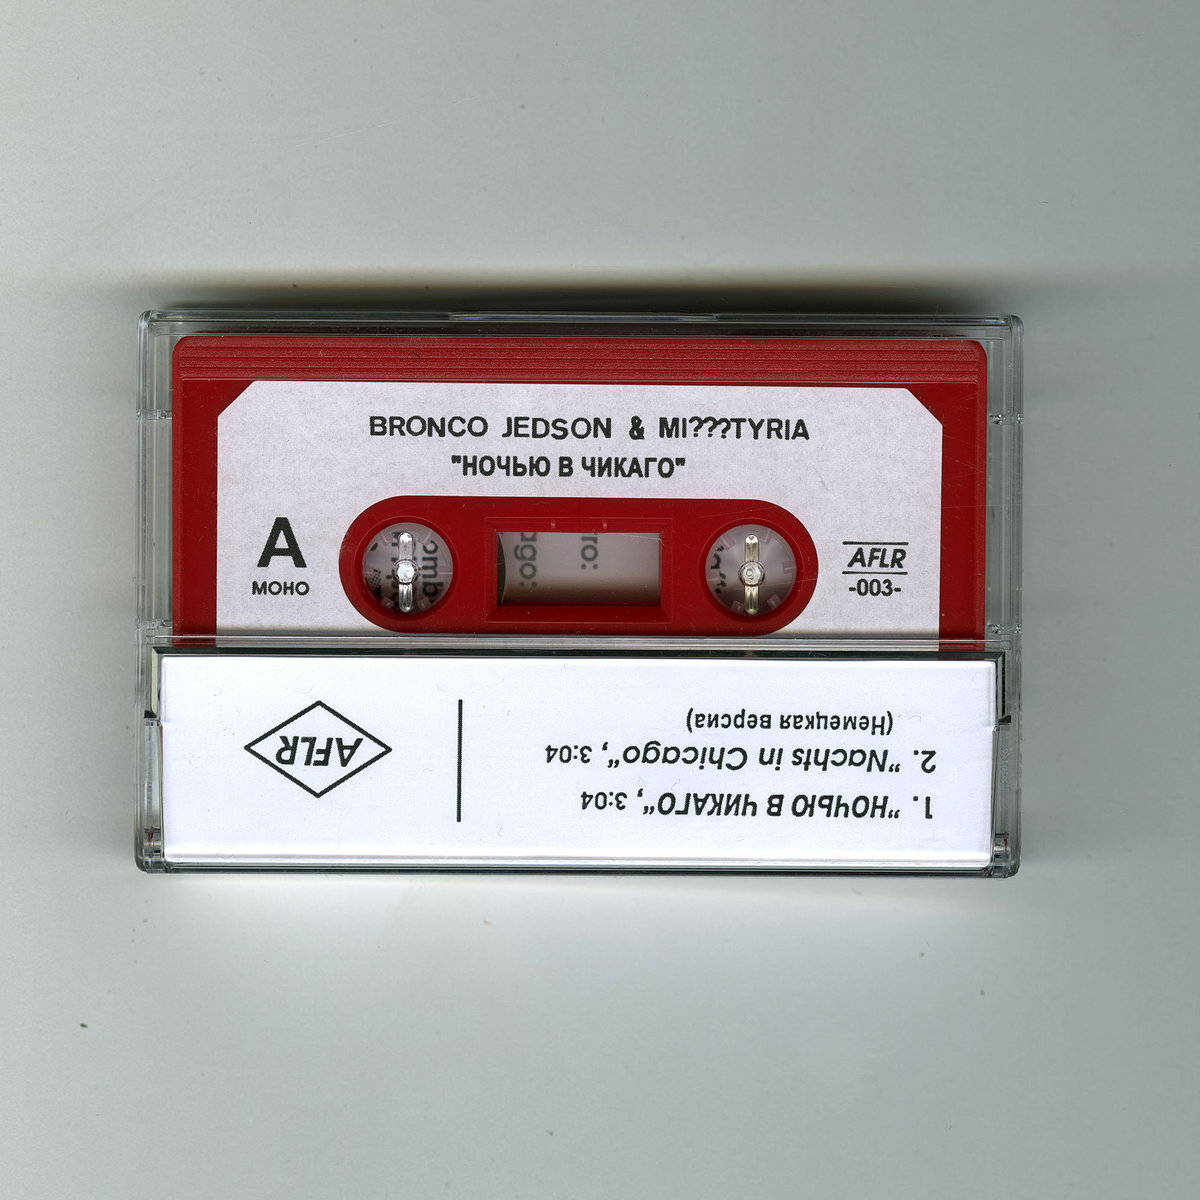 BRONCO JEDSON & MI???TYRIA
"НОЧЬЮ В ЧИКАГО"
A
МОНО
AFLR
-003-
1. "НОЧЬЮ В ЧИКАГО", 3:04
2. "Nachts in Chicago", 3:04
(Немецкая версиа)
AFLR